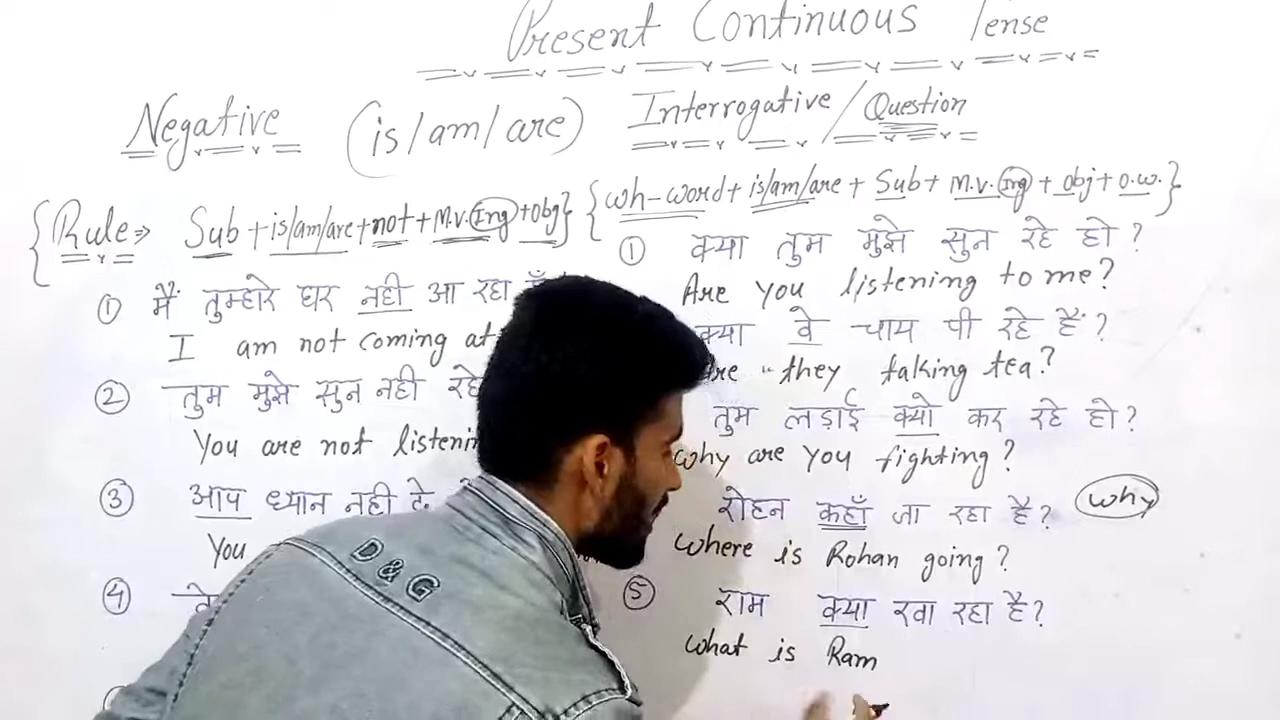 Present Continuous Tense
Negative (is/am/are) Interrogative/Question
{Rule⇒ Sub+is/am/are+not+M.V.Ing+Obj}
① मैं तुम्हारे घर नही आ रहा
I am not coming at
② तुम मुझे सुन नही रहे
You are not listenin
③ आप ध्यान नही दे
You
④
{wh-word+is/am/are+Sub+M.V.Ing+Obj+O.W.}
① क्या तुम मुझे सुन रहे हो?
Are you listening to me?
क्या वे चाय पी रहे हैं?
Are they taking tea?
तुम लड़ाई क्यो कर रहे हो?
why are you fighting?
रोहन कहाँ जा रहा है? why
where is Rohan going?
⑤ राम क्या खा रहा है?
what is Ram
D&G